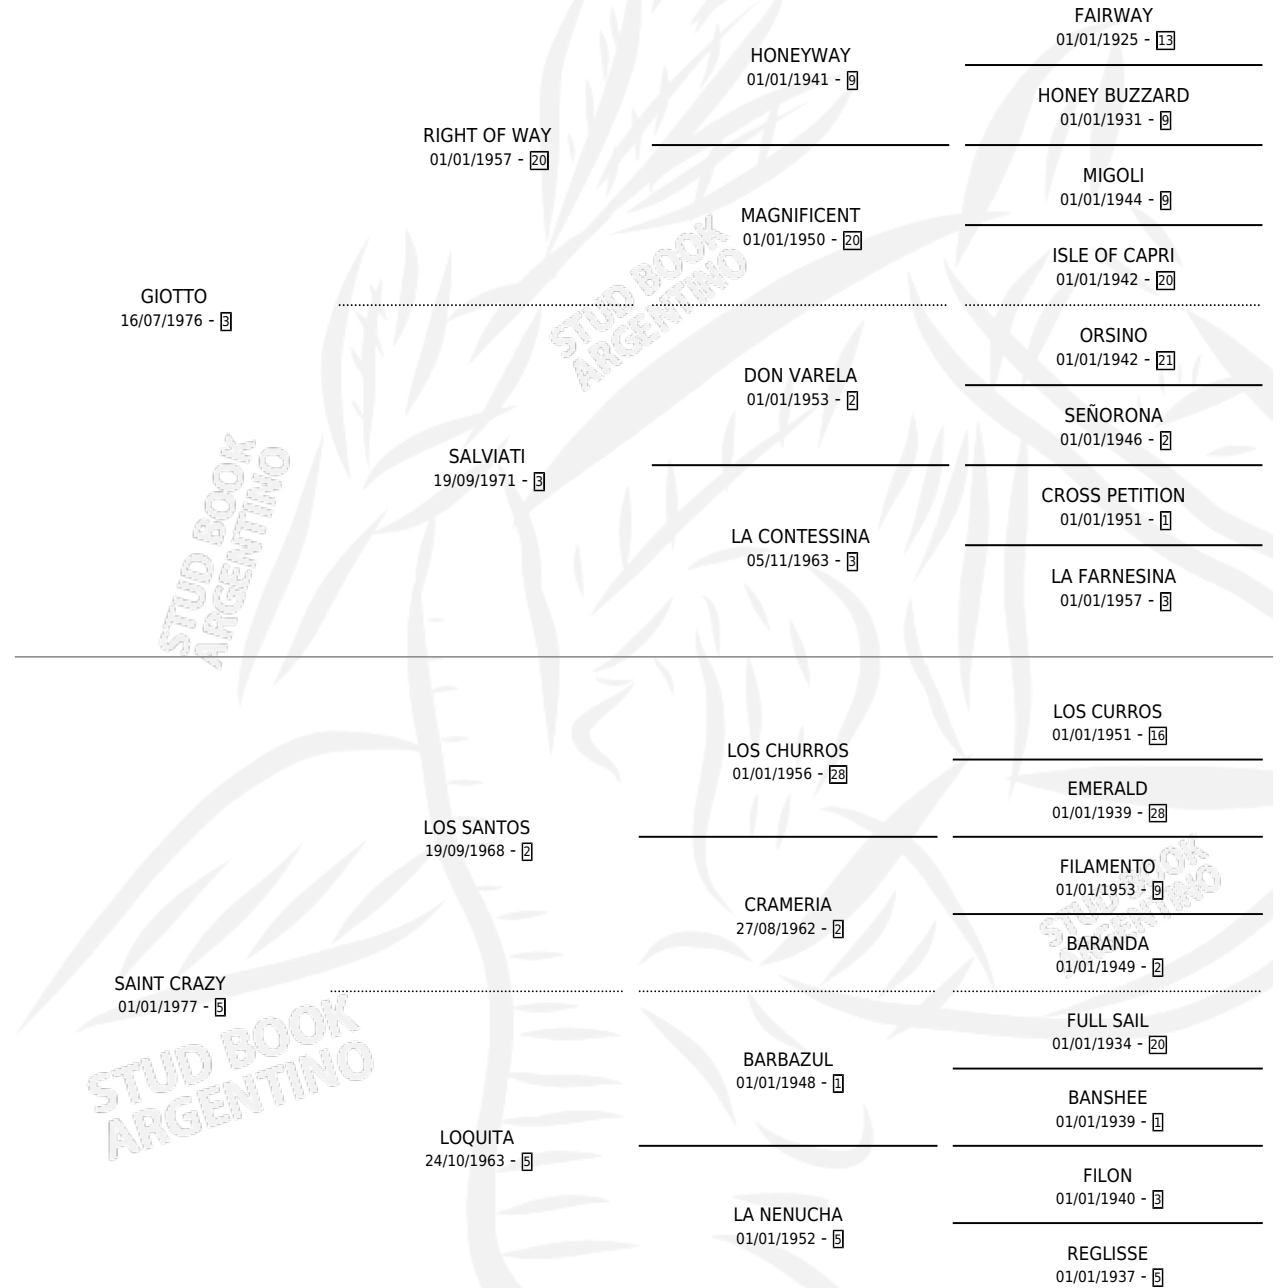 FAIRWAY
01/01/1925 - 13
HONEYWAY
01/01/1941 - 9
HONEY BUZZARD
01/01/1931 - 9
RIGHT OF WAY
01/01/1957 - 20
MIGOLI
01/01/1944 - 9
MAGNIFICENT
01/01/1950 - 20
ISLE OF CAPRI
01/01/1942 - 20
GIOTTO
16/07/1976 - 3
ORSINO
01/01/1942 - 21
DON VARELA
01/01/1953 - 2
SEÑORONA
01/01/1946 - 2
SALVIATI
19/09/1971 - 3
CROSS PETITION
01/01/1951 - 1
LA CONTESSINA
05/11/1963 - 3
LA FARNESINA
01/01/1957 - 3
LOS CURROS
01/01/1951 - 16
LOS CHURROS
01/01/1956 - 28
EMERALD
01/01/1939 - 28
LOS SANTOS
19/09/1968 - 2
FILAMENTO
01/01/1953 - 9
CRAMERIA
27/08/1962 - 2
BARANDA
01/01/1949 - 2
SAINT CRAZY
01/01/1977 - 5
FULL SAIL
01/01/1934 - 20
BARBAZUL
01/01/1948 - 1
BANSHEE
01/01/1939 - 1
LOQUITA
24/10/1963 - 5
FILON
01/01/1940 - 3
LA NENUCHA
01/01/1952 - 5
REGLISSE
01/01/1937 - 5
STUD BOOK
ARGENTINO
STUD BOOK
ARGENTINO
STUD BOOK
ARGENTINO
STUD BOOK
ARGENTINO